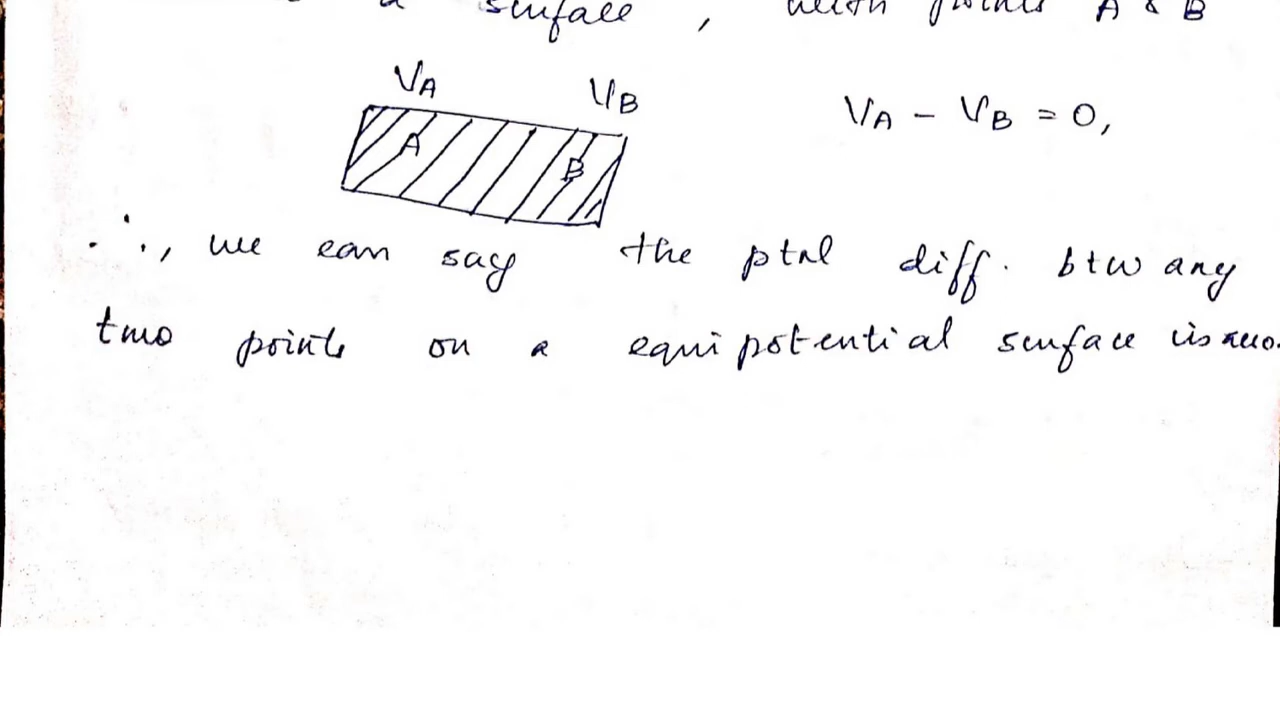 a surface, with points A & B
VA VB
VA - VB = 0,
A
B
∴, we can say the ptnl diff. btw any
two points on a equipotential surface is zero.